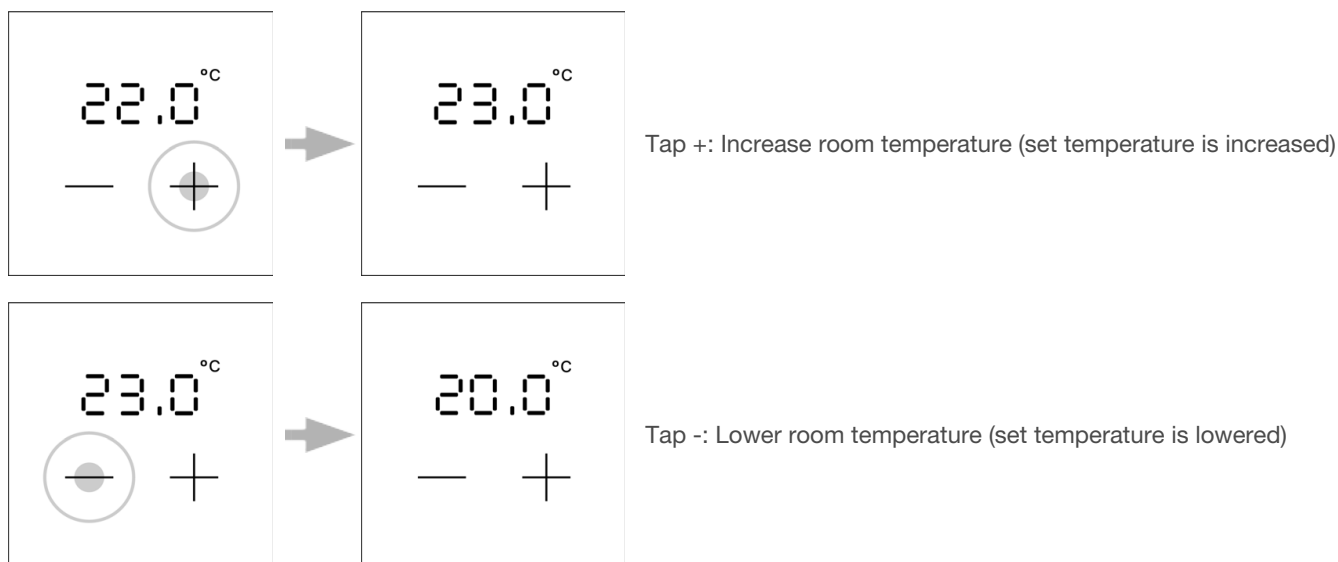 22.0°C
23.0°C
Tap +: Increase room temperature (set temperature is increased)
— +
— +
23.0°C
20.0°C
Tap -: Lower room temperature (set temperature is lowered)
— +
— +